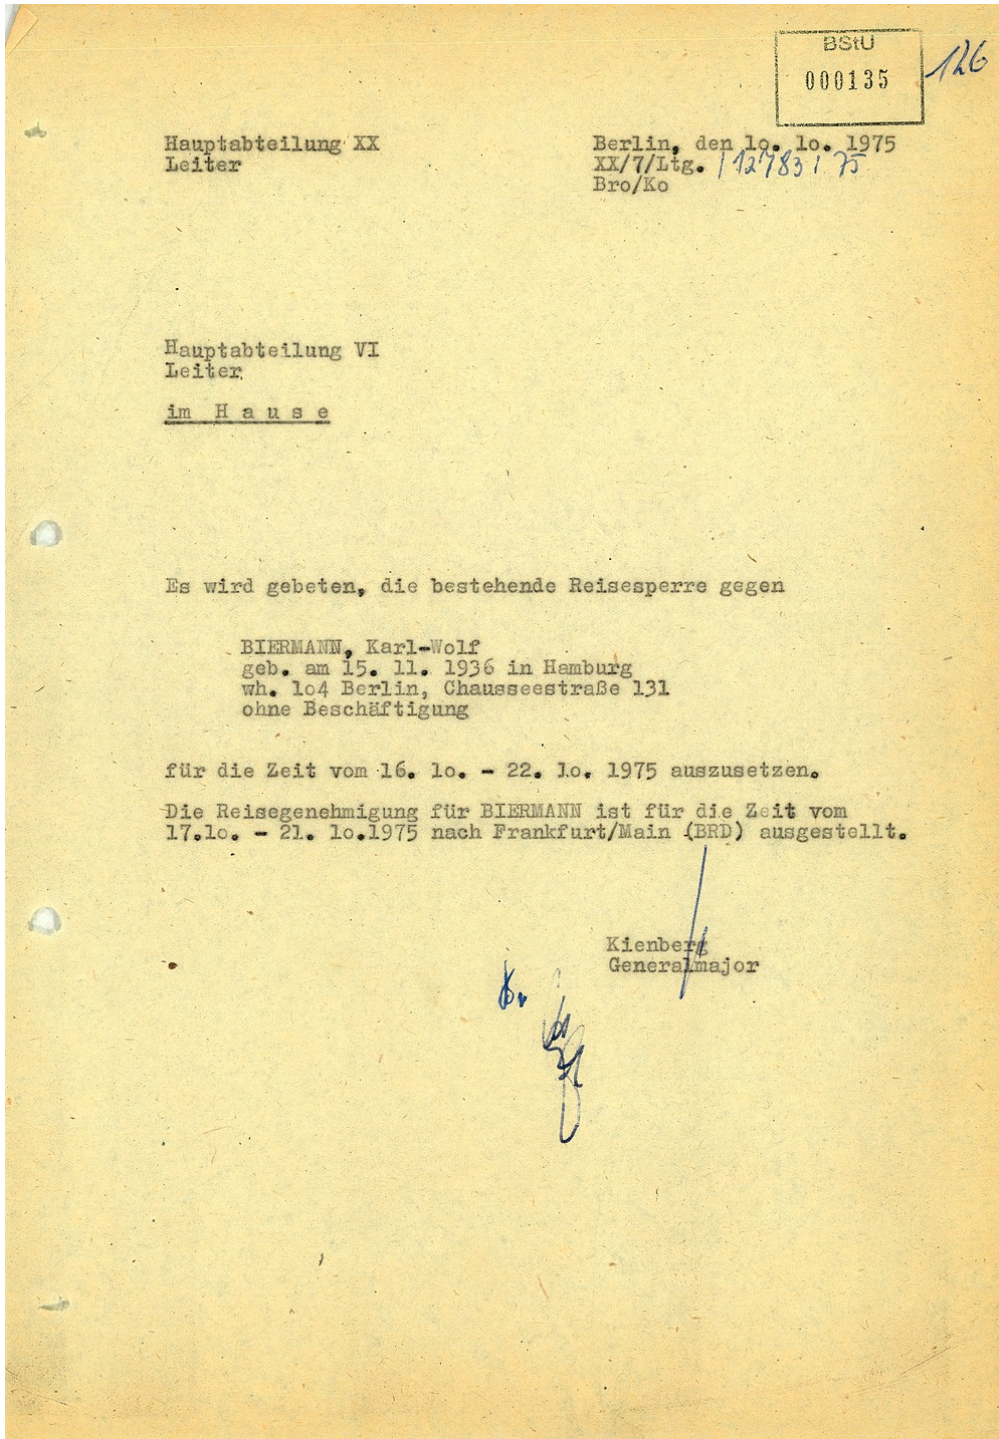 BStU
000135
126
Hauptabteilung XX
Leiter
Berlin, den 1o. 1o. 1975
XX/7/Ltg. / 12783 / 75
Bro/Ko
Hauptabteilung VI
Leiter
im H a u s e
Es wird gebeten, die bestehende Reisesperre gegen
BIERMANN, Karl-Wolf
geb. am 15. 11. 1936 in Hamburg
wh. 1o4 Berlin, Chausseestraße 131
ohne Beschäftigung
für die Zeit vom 16. 1o. - 22. 1o. 1975 auszusetzen.
Die Reisegenehmigung für BIERMANN ist für die Zeit vom
17.1o. - 21. 1o.1975 nach Frankfurt/Main (BRD) ausgestellt.
Kienberg
Generalmajor